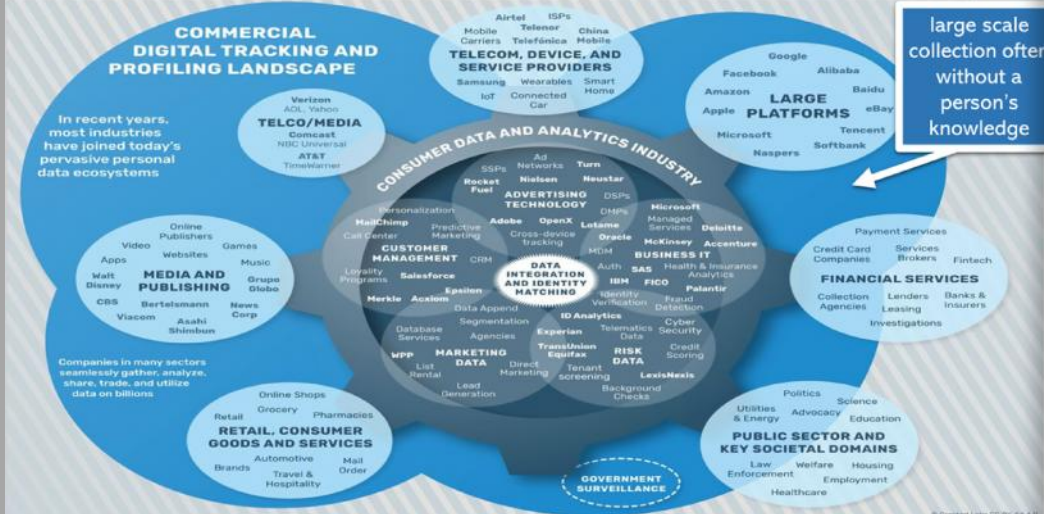 COMMERCIAL
DIGITAL TRACKING AND
PROFILING LANDSCAPE
In recent years,
most industries
have joined today's
pervasive personal
data ecosystems
Verizon
AOL, Yahoo
TELCO/MEDIA
Comcast
NBC Universal
AT&T
TimeWarner
Airtel ISPs
Mobile Carriers Telenor China Mobile
Telefónica
TELECOM, DEVICE, AND
SERVICE PROVIDERS
Samsung Wearables Smart Home
IoT Connected Car
Google
Facebook Alibaba
Amazon Baidu
LARGE
PLATFORMS
Apple eBay
Microsoft Tencent
Naspers Softbank
large scale
collection often
without a
person's
knowledge
CONSUMER DATA AND ANALYTICS INDUSTRY
Ad Networks
SSPs Turn
Rocket Fuel Nielsen Neustar
ADVERTISING
TECHNOLOGY
DSPs
DMPs
Adobe OpenX Lotame
Cross-device tracking
Oracle
Personalization
MailChimp
Call Center Predictive Marketing
CUSTOMER
MANAGEMENT
CRM
Loyalty Programs Salesforce
Epsilon
Merkle Acxiom
Microsoft
Managed Services Deloitte
McKinsey Accenture
MDM BUSINESS IT
Auth SAS Health & Insurance Analytics
IBM FICO Palantir
Identity Verification Fraud Detection
DATA
INTEGRATION
AND IDENTITY
MATCHING
Data Append
Segmentation
Database Services Agencies
WPP MARKETING
DATA
List Rental Direct Marketing
Lead Generation
ID Analytics
Experian Telematics Data Cyber Security
TransUnion
Equifax RISK
DATA Credit Scoring
Tenant screening LexisNexis
Background Checks
Online Publishers
Video Websites Games
Apps Music
Walt Disney MEDIA AND
PUBLISHING Grupo Globo
CBS Bertelsmann News Corp
Viacom Asahi Shimbun
Payment Services
Credit Card Companies Services Brokers Fintech
FINANCIAL SERVICES
Collection Agencies Lenders Banks & Insurers
Leasing
Investigations
Companies in many sectors
seamlessly gather, analyze,
share, trade, and utilize
data on billions
Online Shops
Grocery
Retail Pharmacies
RETAIL, CONSUMER
GOODS AND SERVICES
Automotive Mail Order
Brands Travel & Hospitality
GOVERNMENT
SURVEILLANCE
Politics Science
Utilities & Energy Advocacy Education
PUBLIC SECTOR AND
KEY SOCIETAL DOMAINS
Law Enforcement Welfare Housing
Employment
Healthcare